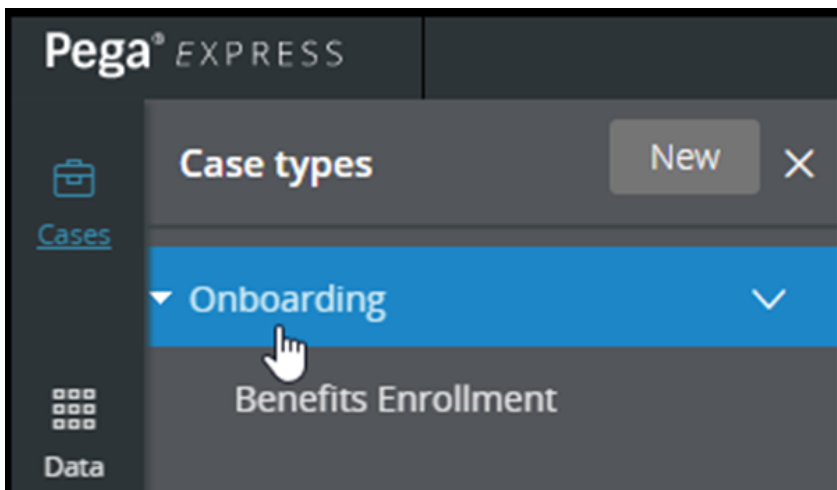 Pega® EXPRESS
Case types
New
Cases
Onboarding
Benefits Enrollment
Data